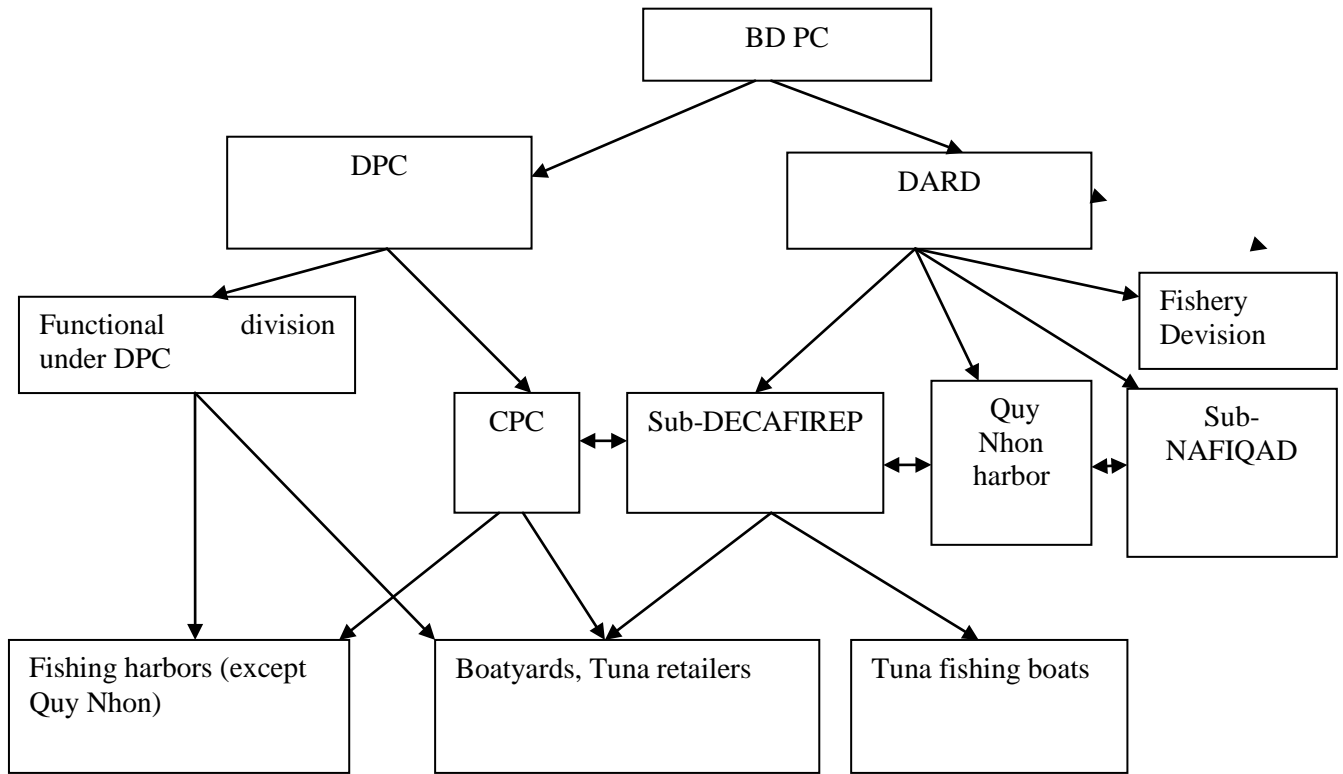 BD PC
DPC
DARD
Functional division
under DPC
Fishery
Devision
CPC
Sub-DECAFIREP
Quy
Nhon
harbor
Sub-
NAFIQAD
Fishing harbors (except
Quy Nhon)
Boatyards, Tuna retailers
Tuna fishing boats